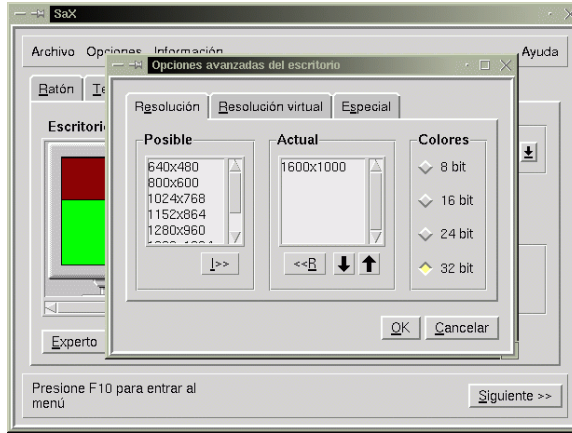 SaX
Archivo Opciones Información Ayuda
Opciones avanzadas del escritorio
Ratón
Resolución Resolución virtual Especial
Escritorio
Posible Actual Colores
640x480 1600x1000 8 bit
800x600
1024x768 16 bit
1152x864
1280x960 24 bit
I>> <<R 32 bit
OK Cancelar
Experto
Presione F10 para entrar al
menú
Siguiente >>